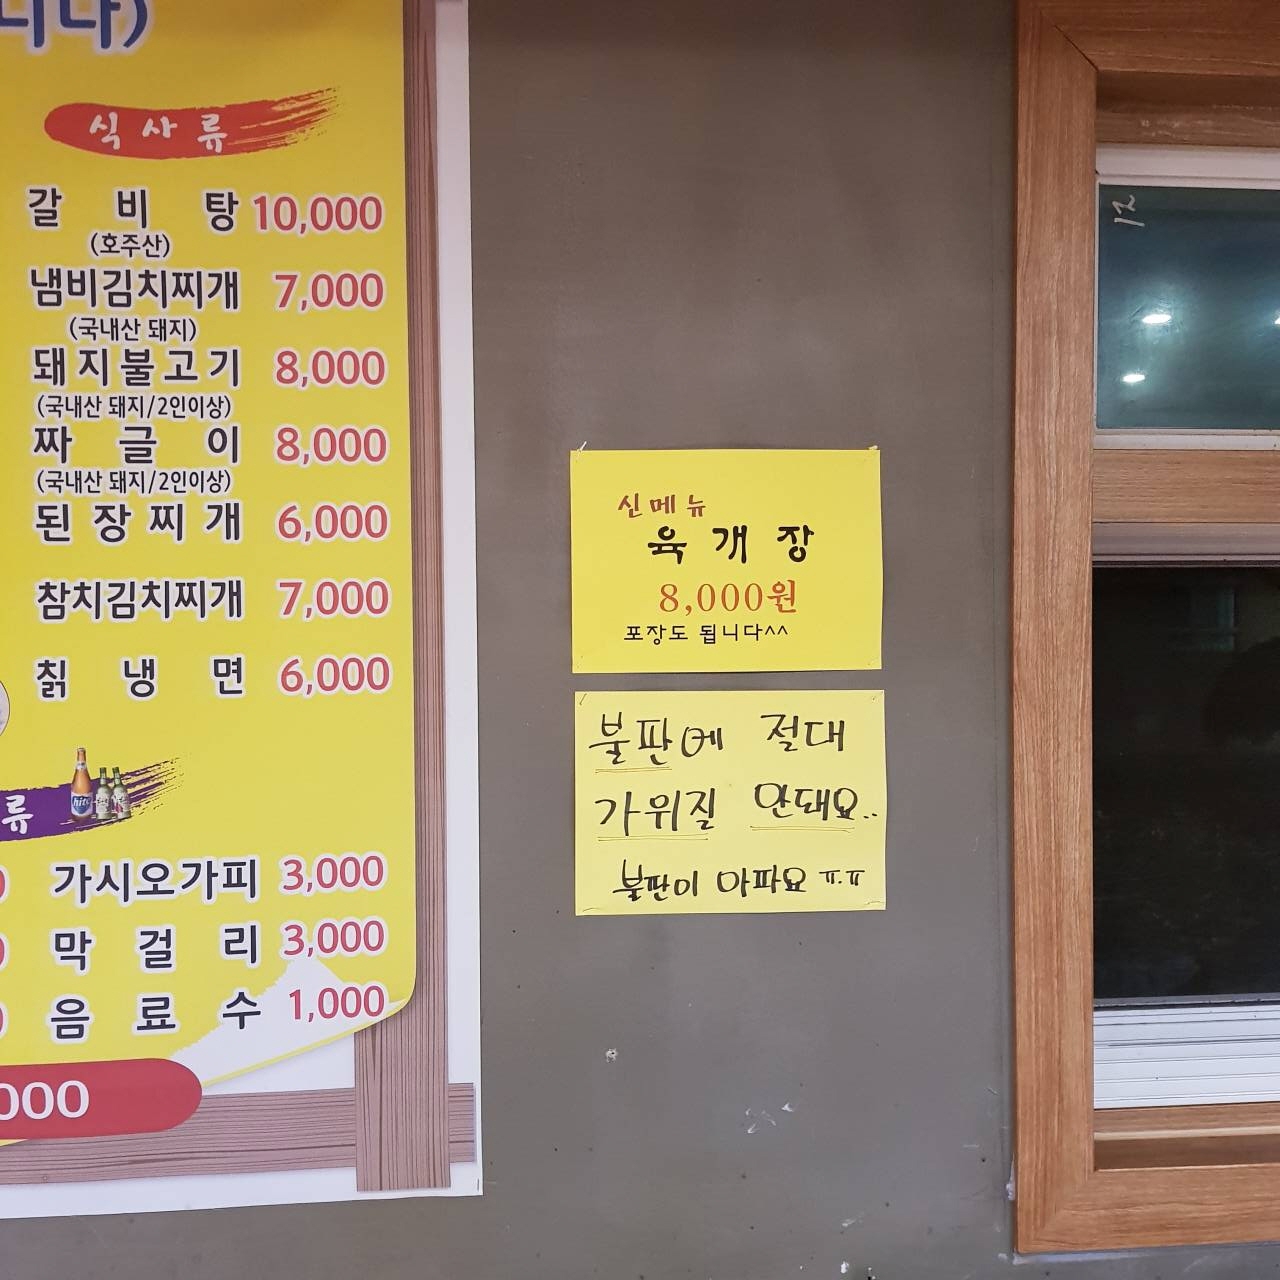 니다)
식사류
갈비탕 10,000
(호주산)
냄비김치찌개 7,000
(국내산 돼지)
돼지불고기 8,000
(국내산 돼지/2인이상)
짜글이 8,000
(국내산 돼지/2인이상)
된장찌개 6,000
참치김치찌개 7,000
칡냉면 6,000
류
hite
0 가시오가피 3,000
0 막걸리 3,000
0 음료수 1,000
,000
신메뉴
육개장
8,000원
포장도 됩니다^^
불판에 절대
가위질 안돼요..
불판이 아파요 ㅠ.ㅠ
12